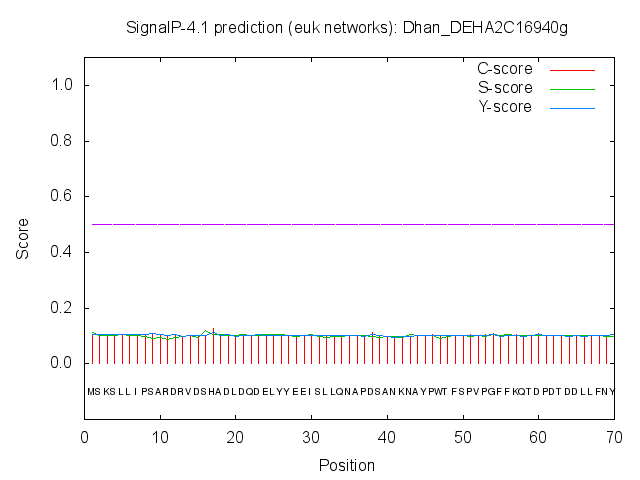 SignalP-4.1 prediction (euk networks): Dhan_DEHA2C16940g
C-score
S-score
Y-score
1.0
0.8
0.6
0.4
0.2
0.0
Score
MSKSLLIPSARDRVDSHADLDQDELYYEEISLLQNAPDSANKNAYPWTFSPVPGFFKQTDPDTDDLLFNY
0 10 20 30 40 50 60 70
Position